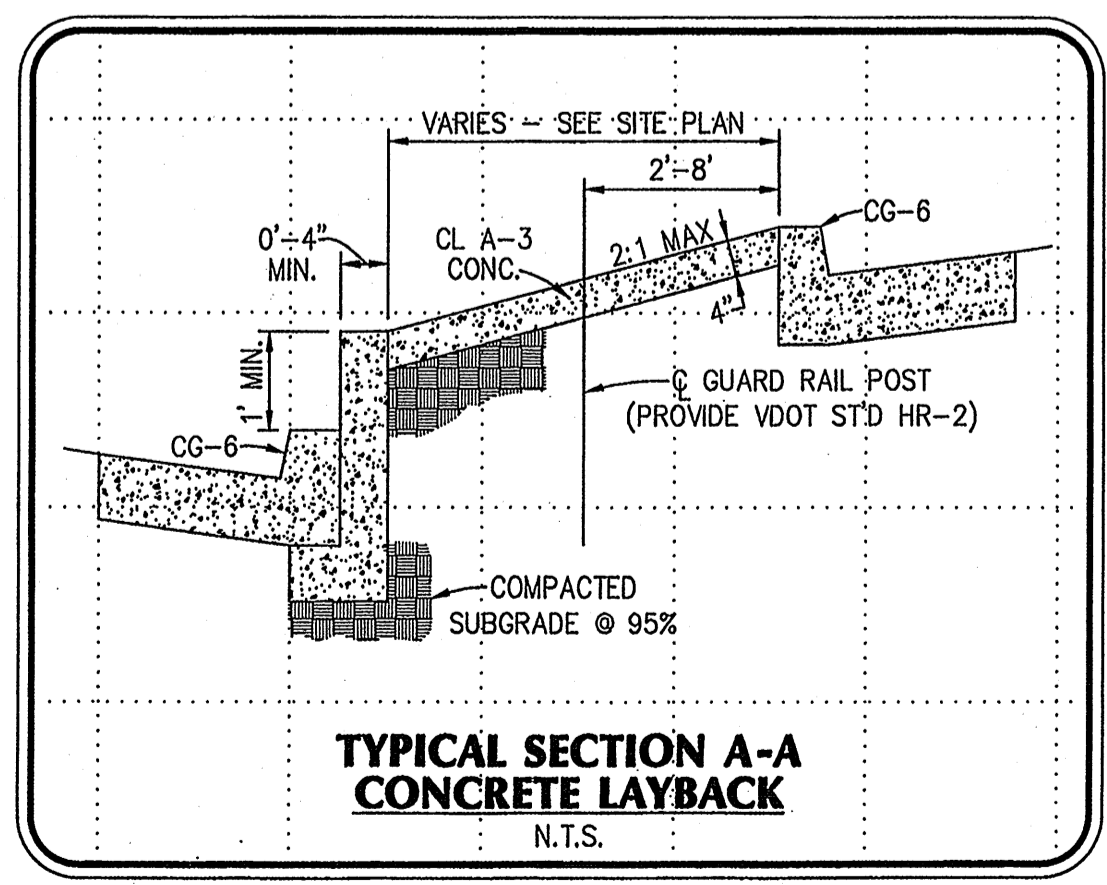 VARIES - SEE SITE PLAN
2'-8'
CG-6
0'-4"
MIN.
CL A-3
CONC.
2:1 MAX
4"
1' MIN.
℄ GUARD RAIL POST
(PROVIDE VDOT ST'D HR-2)
CG-6
COMPACTED
SUBGRADE @ 95%
TYPICAL SECTION A-A
CONCRETE LAYBACK
N.T.S.